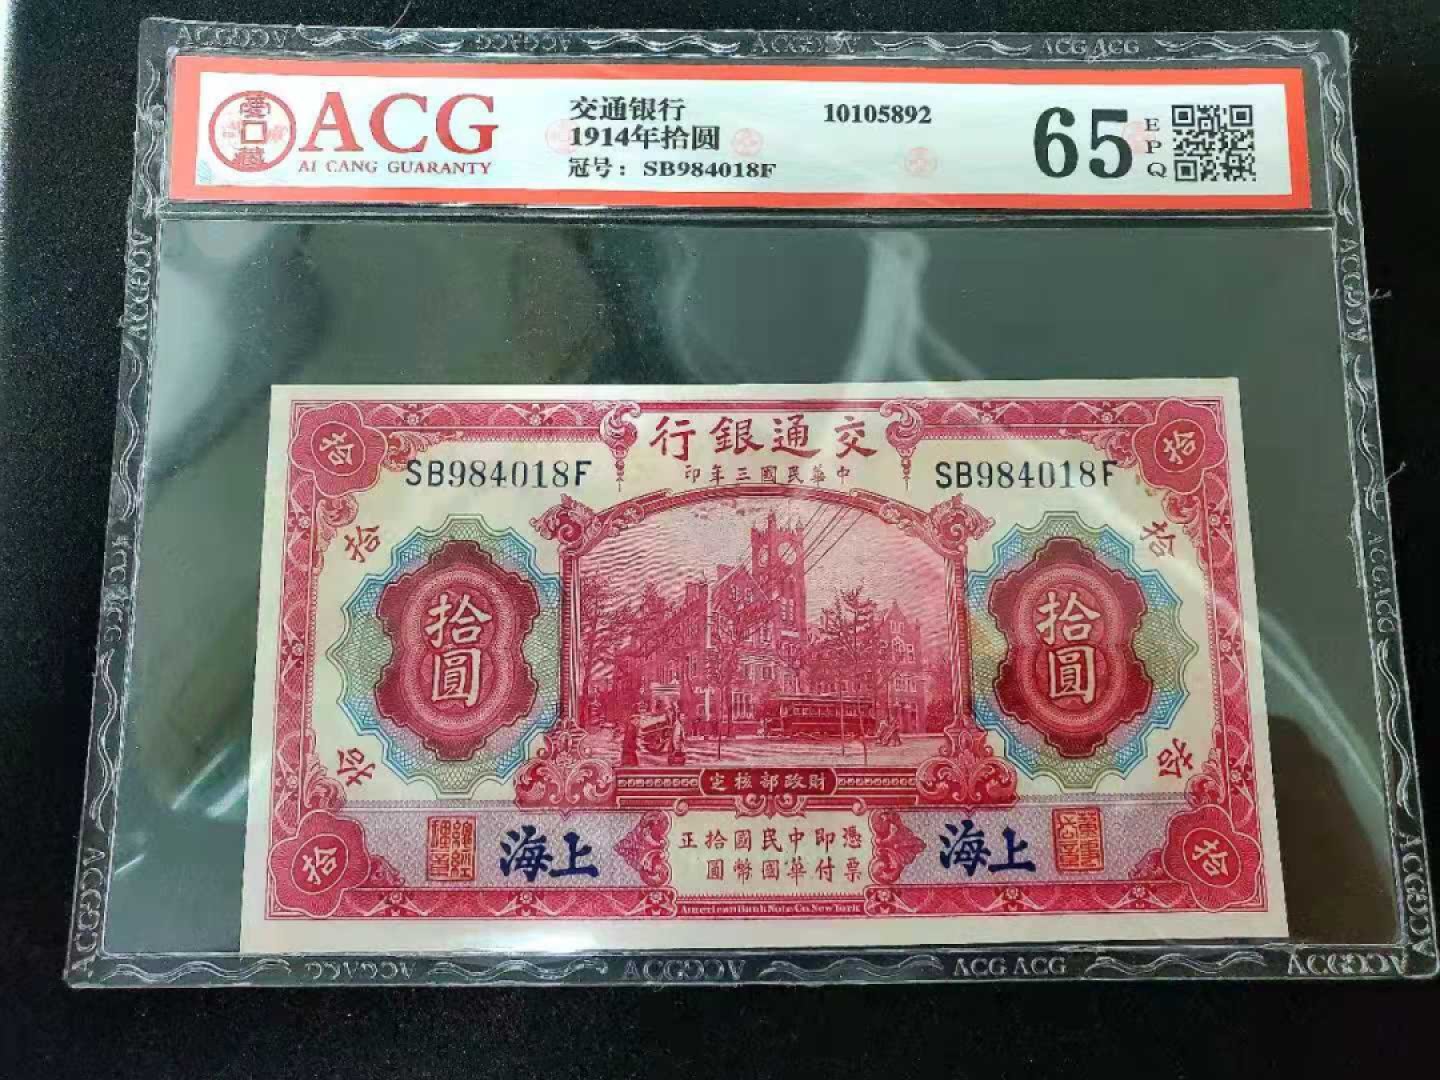 ACG
AI CANG GUARANTY
交通银行
1914年拾圆
冠号：SB984018F
10105892
65
EPQ
行銀通交
印年三國民華中
SB984018F
SB984018F
拾
拾
拾
拾
拾圓
拾圓
拾
拾
定核部政財
上海
上海
憑票
即付
中華
民國
國幣
拾圓
正
拾
拾
American Bank Note Co. New York